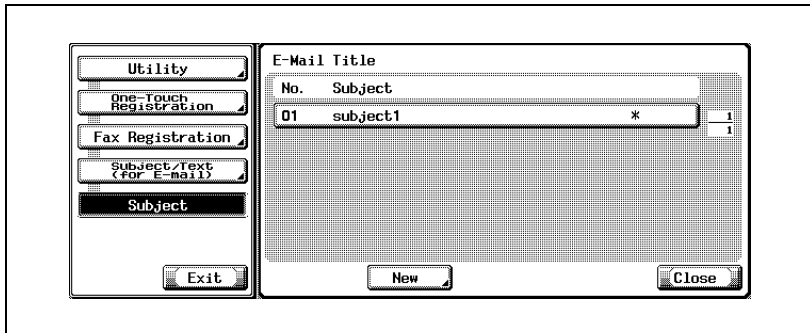 Utility
One-Touch
Registration
Fax Registration
Subject/Text
(for E-mail)
Subject
Exit
E-Mail Title
No. Subject
01 subject1 *
1
1
New
Close